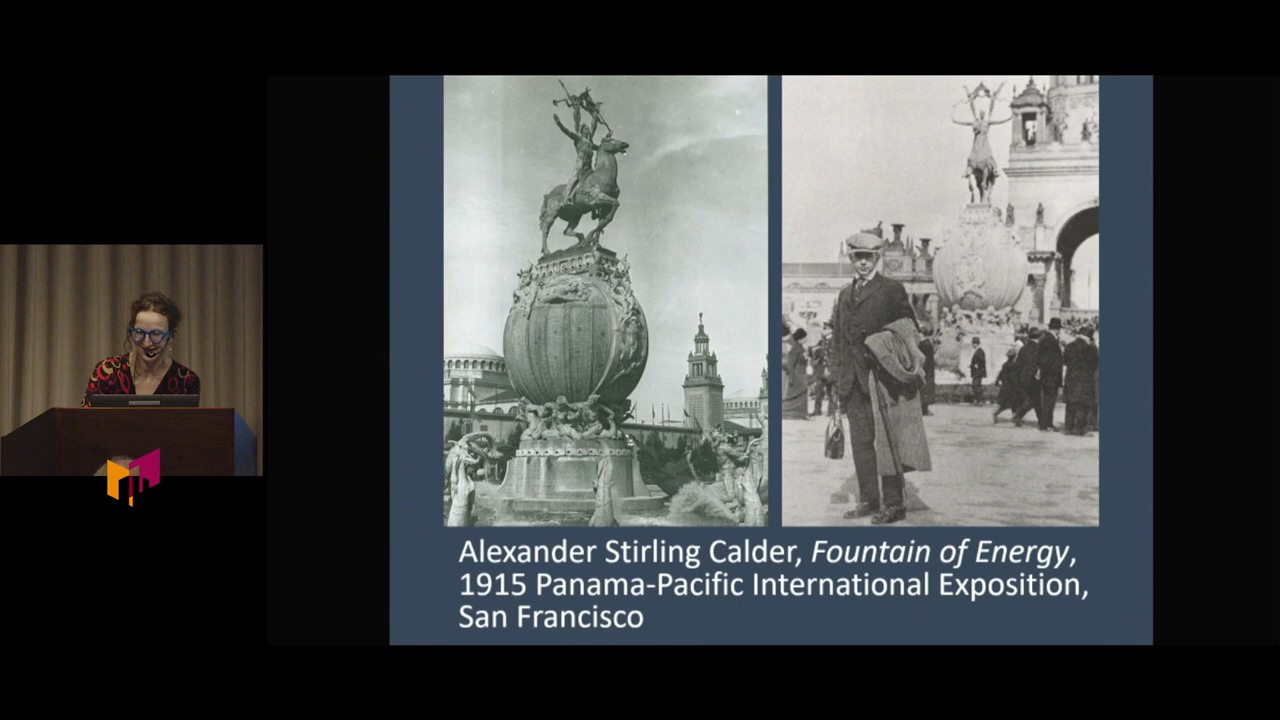 Alexander Stirling Calder, Fountain of Energy,
1915 Panama-Pacific International Exposition,
San Francisco